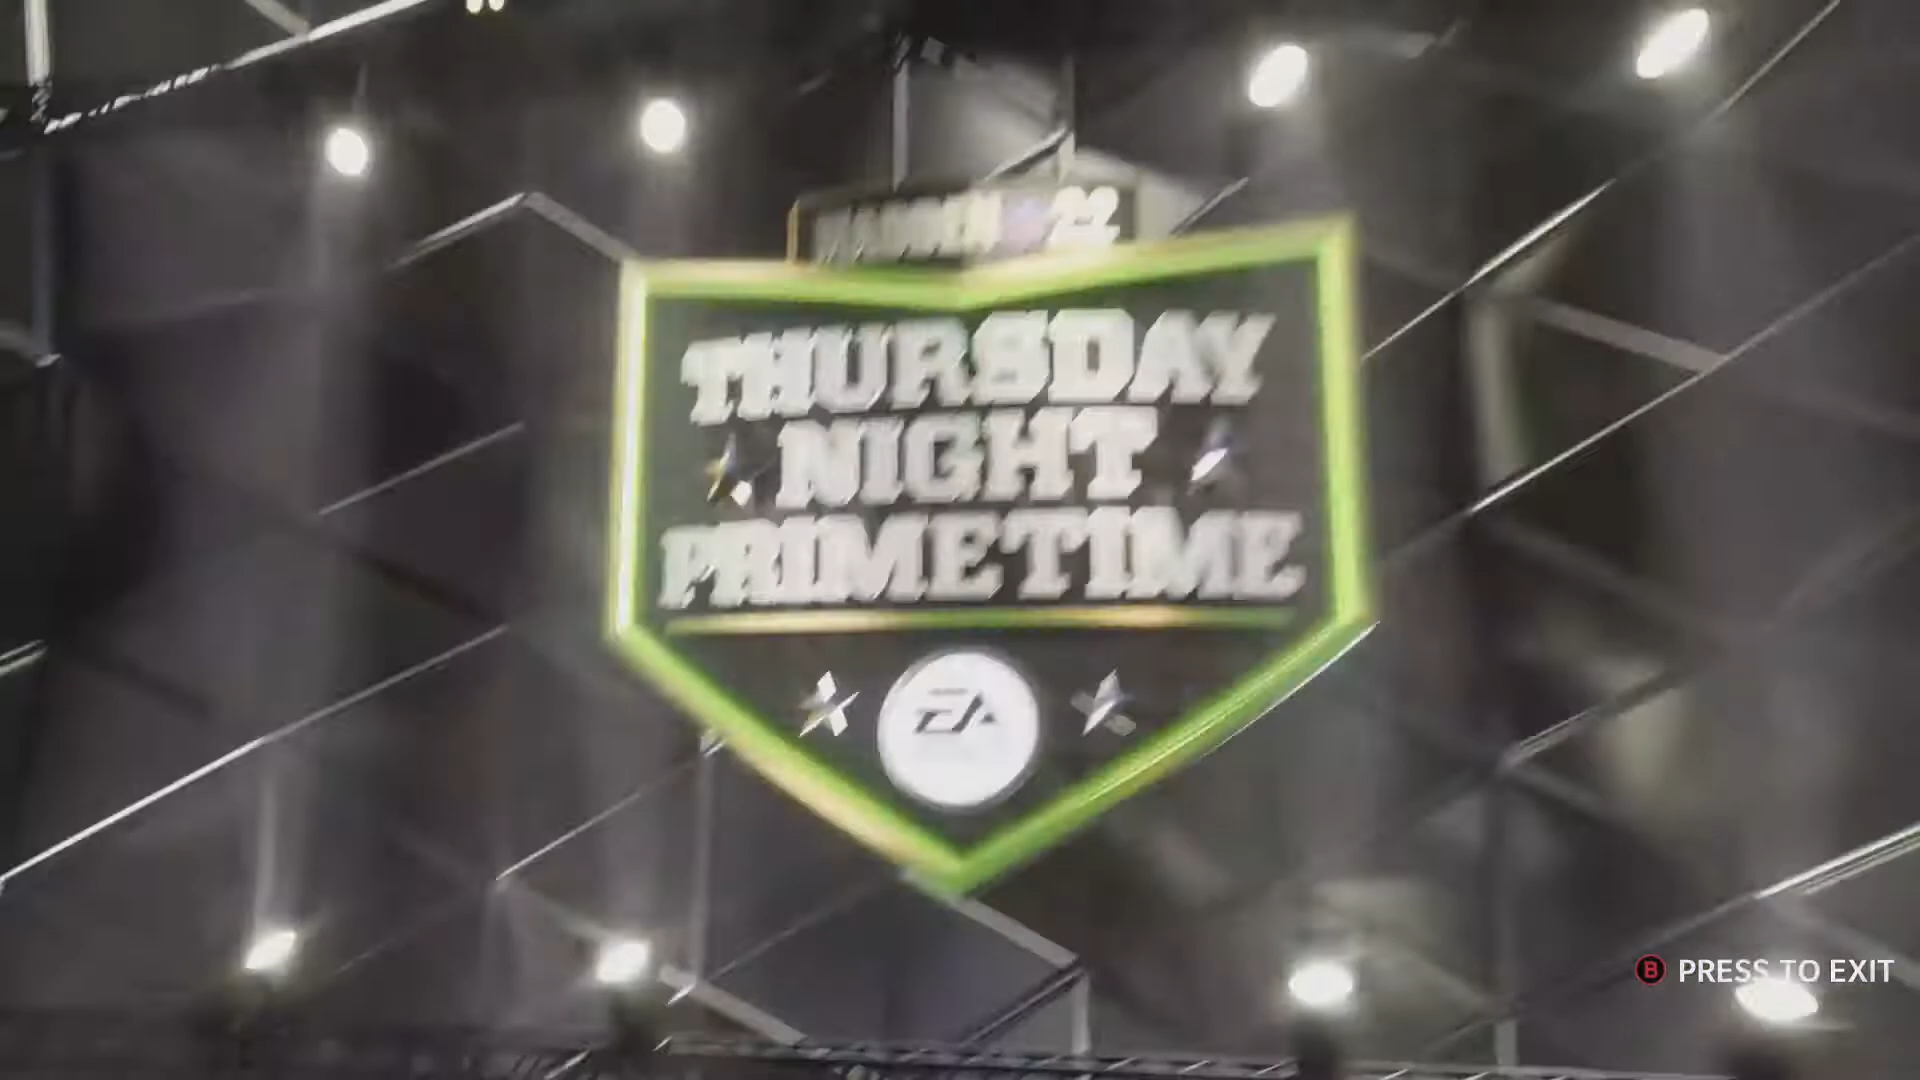 MADDEN 22
THURSDAY
NIGHT
PRIMETIME
EA
B PRESS TO EXIT